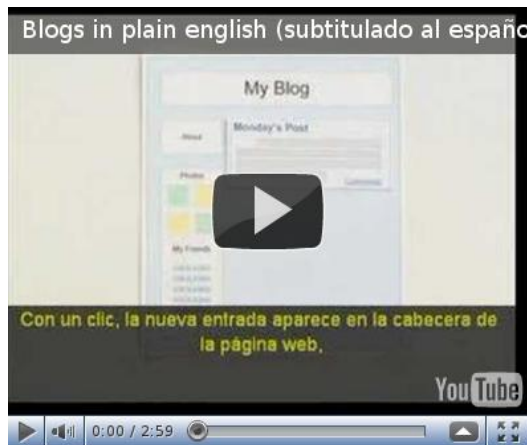 Blogs in plain english (subtitulado al españo
My Blog
About
Monday's Post
Photos
My Friends
Con un clic, la nueva entrada aparece en la cabecera de
la página web,
YouTube
0:00 / 2:59